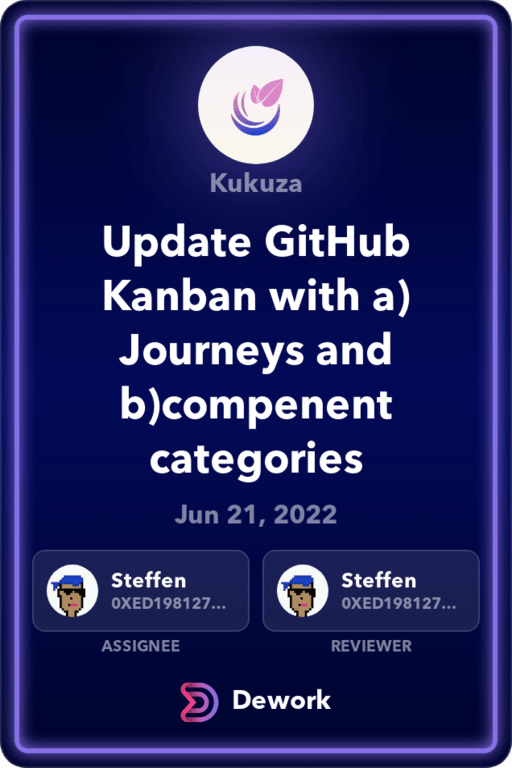 Kukuza
Update GitHub
Kanban with a)
Journeys and
b)compenent
categories
Jun 21, 2022
Steffen
0XED198127...
Steffen
0XED198127...
ASSIGNEE
REVIEWER
Dework